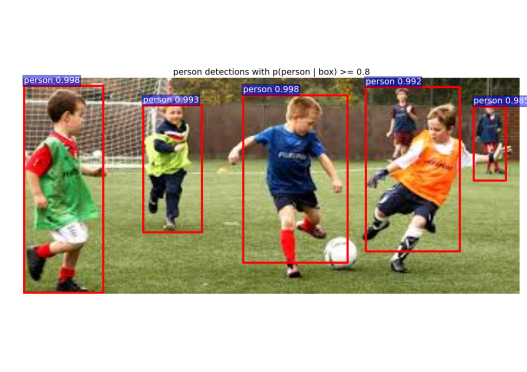 person detections with p(person | box) >= 0.8
person 0.998
person 0.993
person 0.998
person 0.992
person 0.985